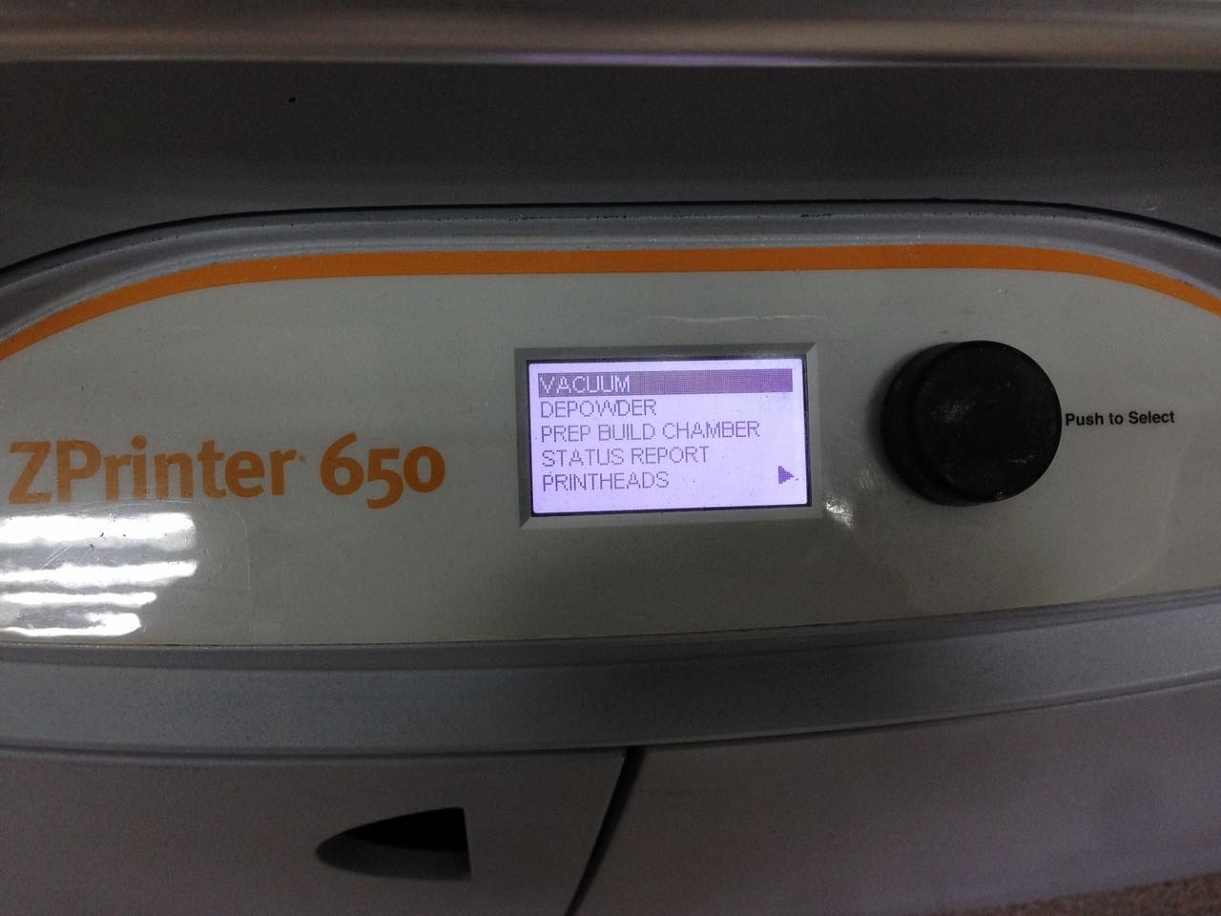 ZPrinter 650
VACUUM
DEPOWDER
PREP BUILD CHAMBER
STATUS REPORT
PRINTHEADS
Push to Select